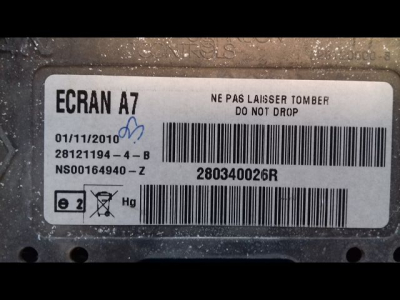 ECRAN A7
NE PAS LAISSER TOMBER
DO NOT DROP
01/11/2010
28121194-4-B
NS00164940-Z
280340026R
2
Hg